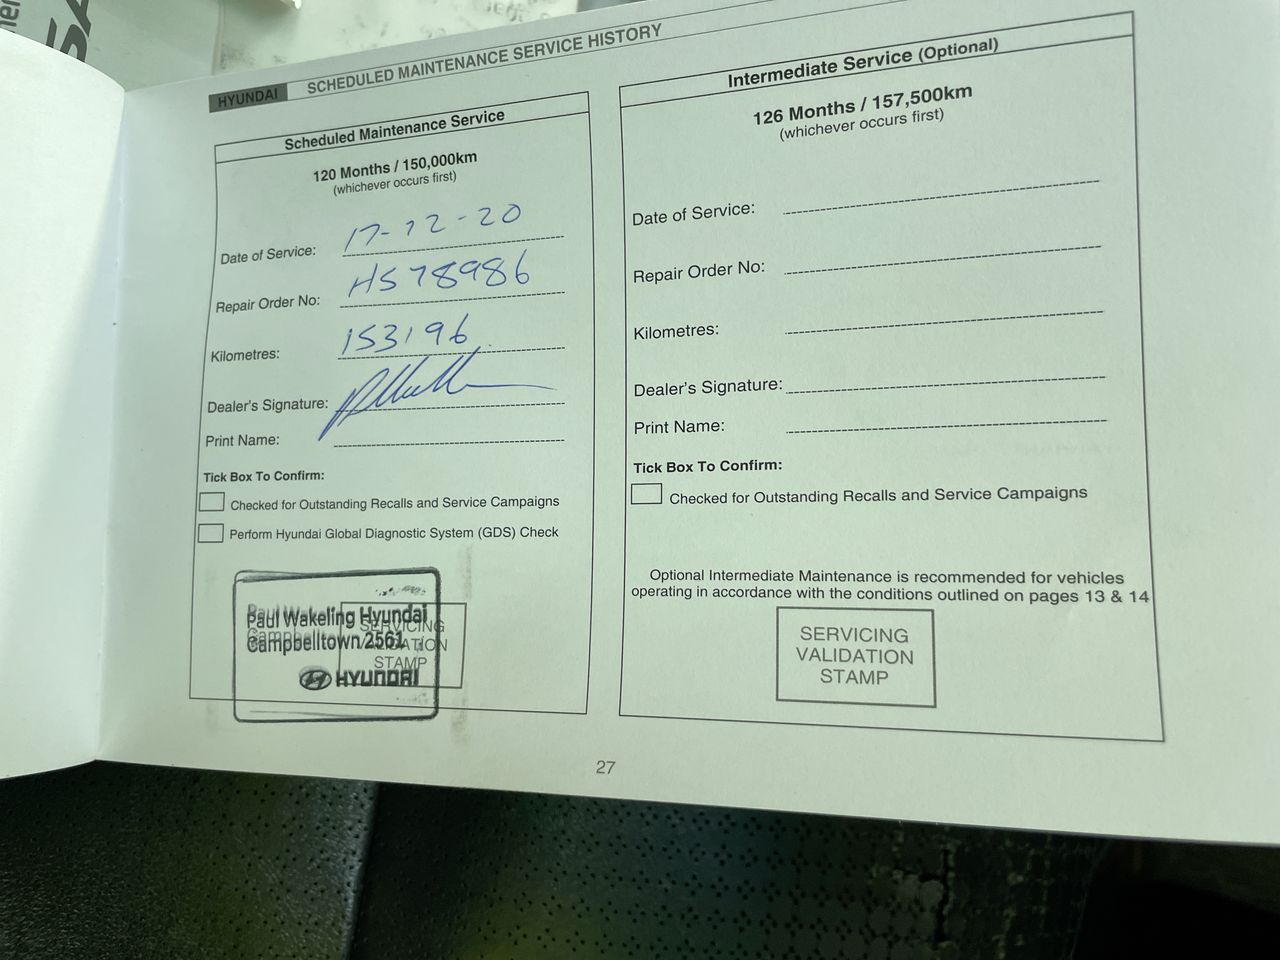 HYUNDAI SCHEDULED MAINTENANCE SERVICE HISTORY
Scheduled Maintenance Service
120 Months / 150,000km
(whichever occurs first)
Date of Service: 17-12-20
Repair Order No: HS78986
Kilometres: 153196
Dealer's Signature:
Print Name:
Tick Box To Confirm:
Checked for Outstanding Recalls and Service Campaigns
Perform Hyundai Global Diagnostic System (GDS) Check
Paul Wakeling Hyundai
Campbelltown 2561
HYUNDAI
SERVICING
VALIDATION
STAMP
Intermediate Service (Optional)
126 Months / 157,500km
(whichever occurs first)
Date of Service:
Repair Order No:
Kilometres:
Dealer's Signature:
Print Name:
Tick Box To Confirm:
Checked for Outstanding Recalls and Service Campaigns
Optional Intermediate Maintenance is recommended for vehicles
operating in accordance with the conditions outlined on pages 13 & 14
SERVICING
VALIDATION
STAMP
27